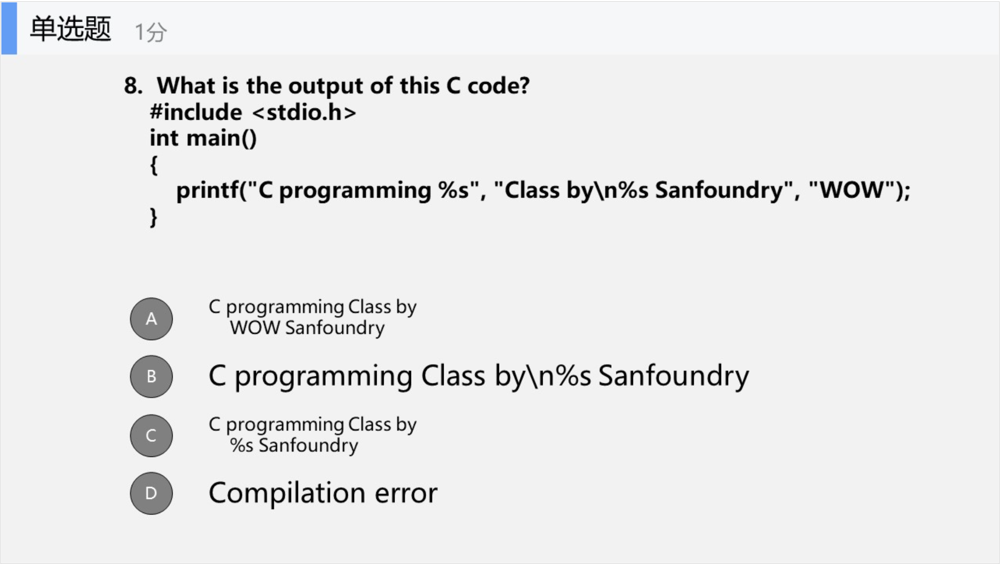 单选题 1分
8. What is the output of this C code?
#include <stdio.h>
int main()
{
printf("C programming %s", "Class by\n%s Sanfoundry", "WOW");
}
A C programming Class by
WOW Sanfoundry
B C programming Class by\n%s Sanfoundry
C C programming Class by
%s Sanfoundry
D Compilation error